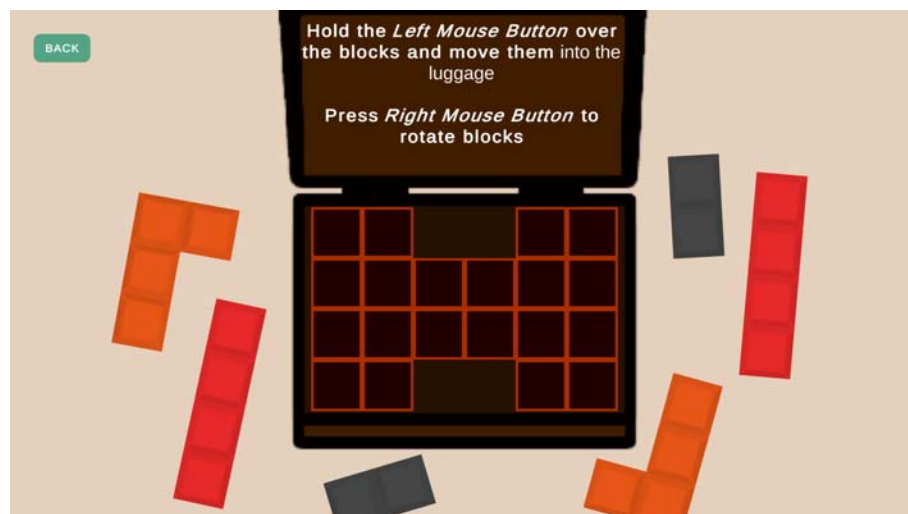 BACK
Hold the Left Mouse Button over
the blocks and move them into the
luggage
Press Right Mouse Button to
rotate blocks